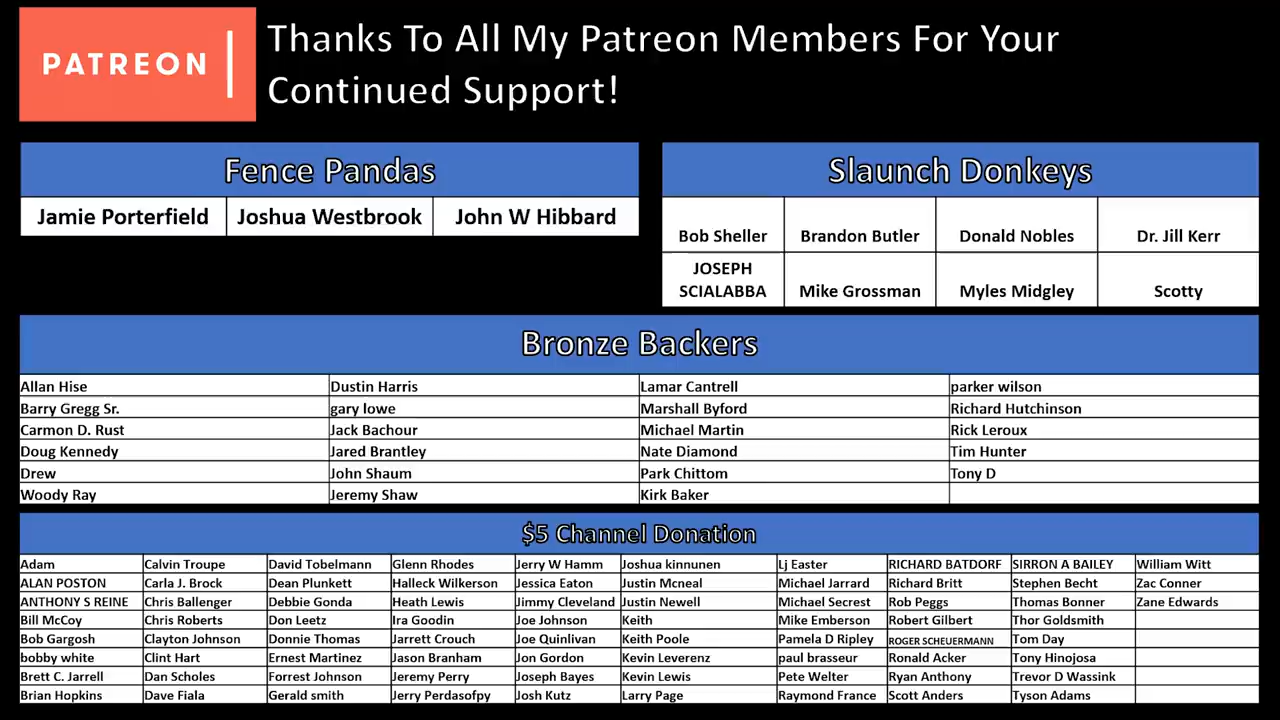 PATREON
Thanks To All My Patreon Members For Your
Continued Support!
Fence Pandas
Jamie Porterfield Joshua Westbrook John W Hibbard
Slaunch Donkeys
Bob Sheller Brandon Butler Donald Nobles Dr. Jill Kerr
JOSEPH
SCIALABBA Mike Grossman Myles Midgley Scotty
Bronze Backers
Allan Hise Dustin Harris Lamar Cantrell parker wilson
Barry Gregg Sr. gary lowe Marshall Byford Richard Hutchinson
Carmon D. Rust Jack Bachour Michael Martin Rick Leroux
Doug Kennedy Jared Brantley Nate Diamond Tim Hunter
Drew John Shaum Park Chittom Tony D
Woody Ray Jeremy Shaw Kirk Baker
$5 Channel Donation
Adam Calvin Troupe David Tobelmann Glenn Rhodes Jerry W Hamm Joshua kinnunen Lj Easter RICHARD BATDORF SIRRON A BAILEY William Witt
ALAN POSTON Carla J. Brock Dean Plunkett Halleck Wilkerson Jessica Eaton Justin Mcneal Michael Jarrard Richard Britt Stephen Becht Zac Conner
ANTHONY S REINE Chris Ballenger Debbie Gonda Heath Lewis Jimmy Cleveland Justin Newell Michael Secrest Rob Peggs Thomas Bonner Zane Edwards
Bill McCoy Chris Roberts Don Leetz Ira Goodin Joe Johnson Keith Mike Emberson Robert Gilbert Thor Goldsmith
Bob Gargosh Clayton Johnson Donnie Thomas Jarrett Crouch Joe Quinlivan Keith Poole Pamela D Ripley ROGER SCHEUERMANN Tom Day
bobby white Clint Hart Ernest Martinez Jason Branham Jon Gordon Kevin Leverenz paul brasseur Ronald Acker Tony Hinojosa
Brett C. Jarrell Dan Scholes Forrest Johnson Jeremy Perry Joseph Bayes Kevin Lewis Pete Welter Ryan Anthony Trevor D Wassink
Brian Hopkins Dave Fiala Gerald smith Jerry Perdasofpy Josh Kutz Larry Page Raymond France Scott Anders Tyson Adams